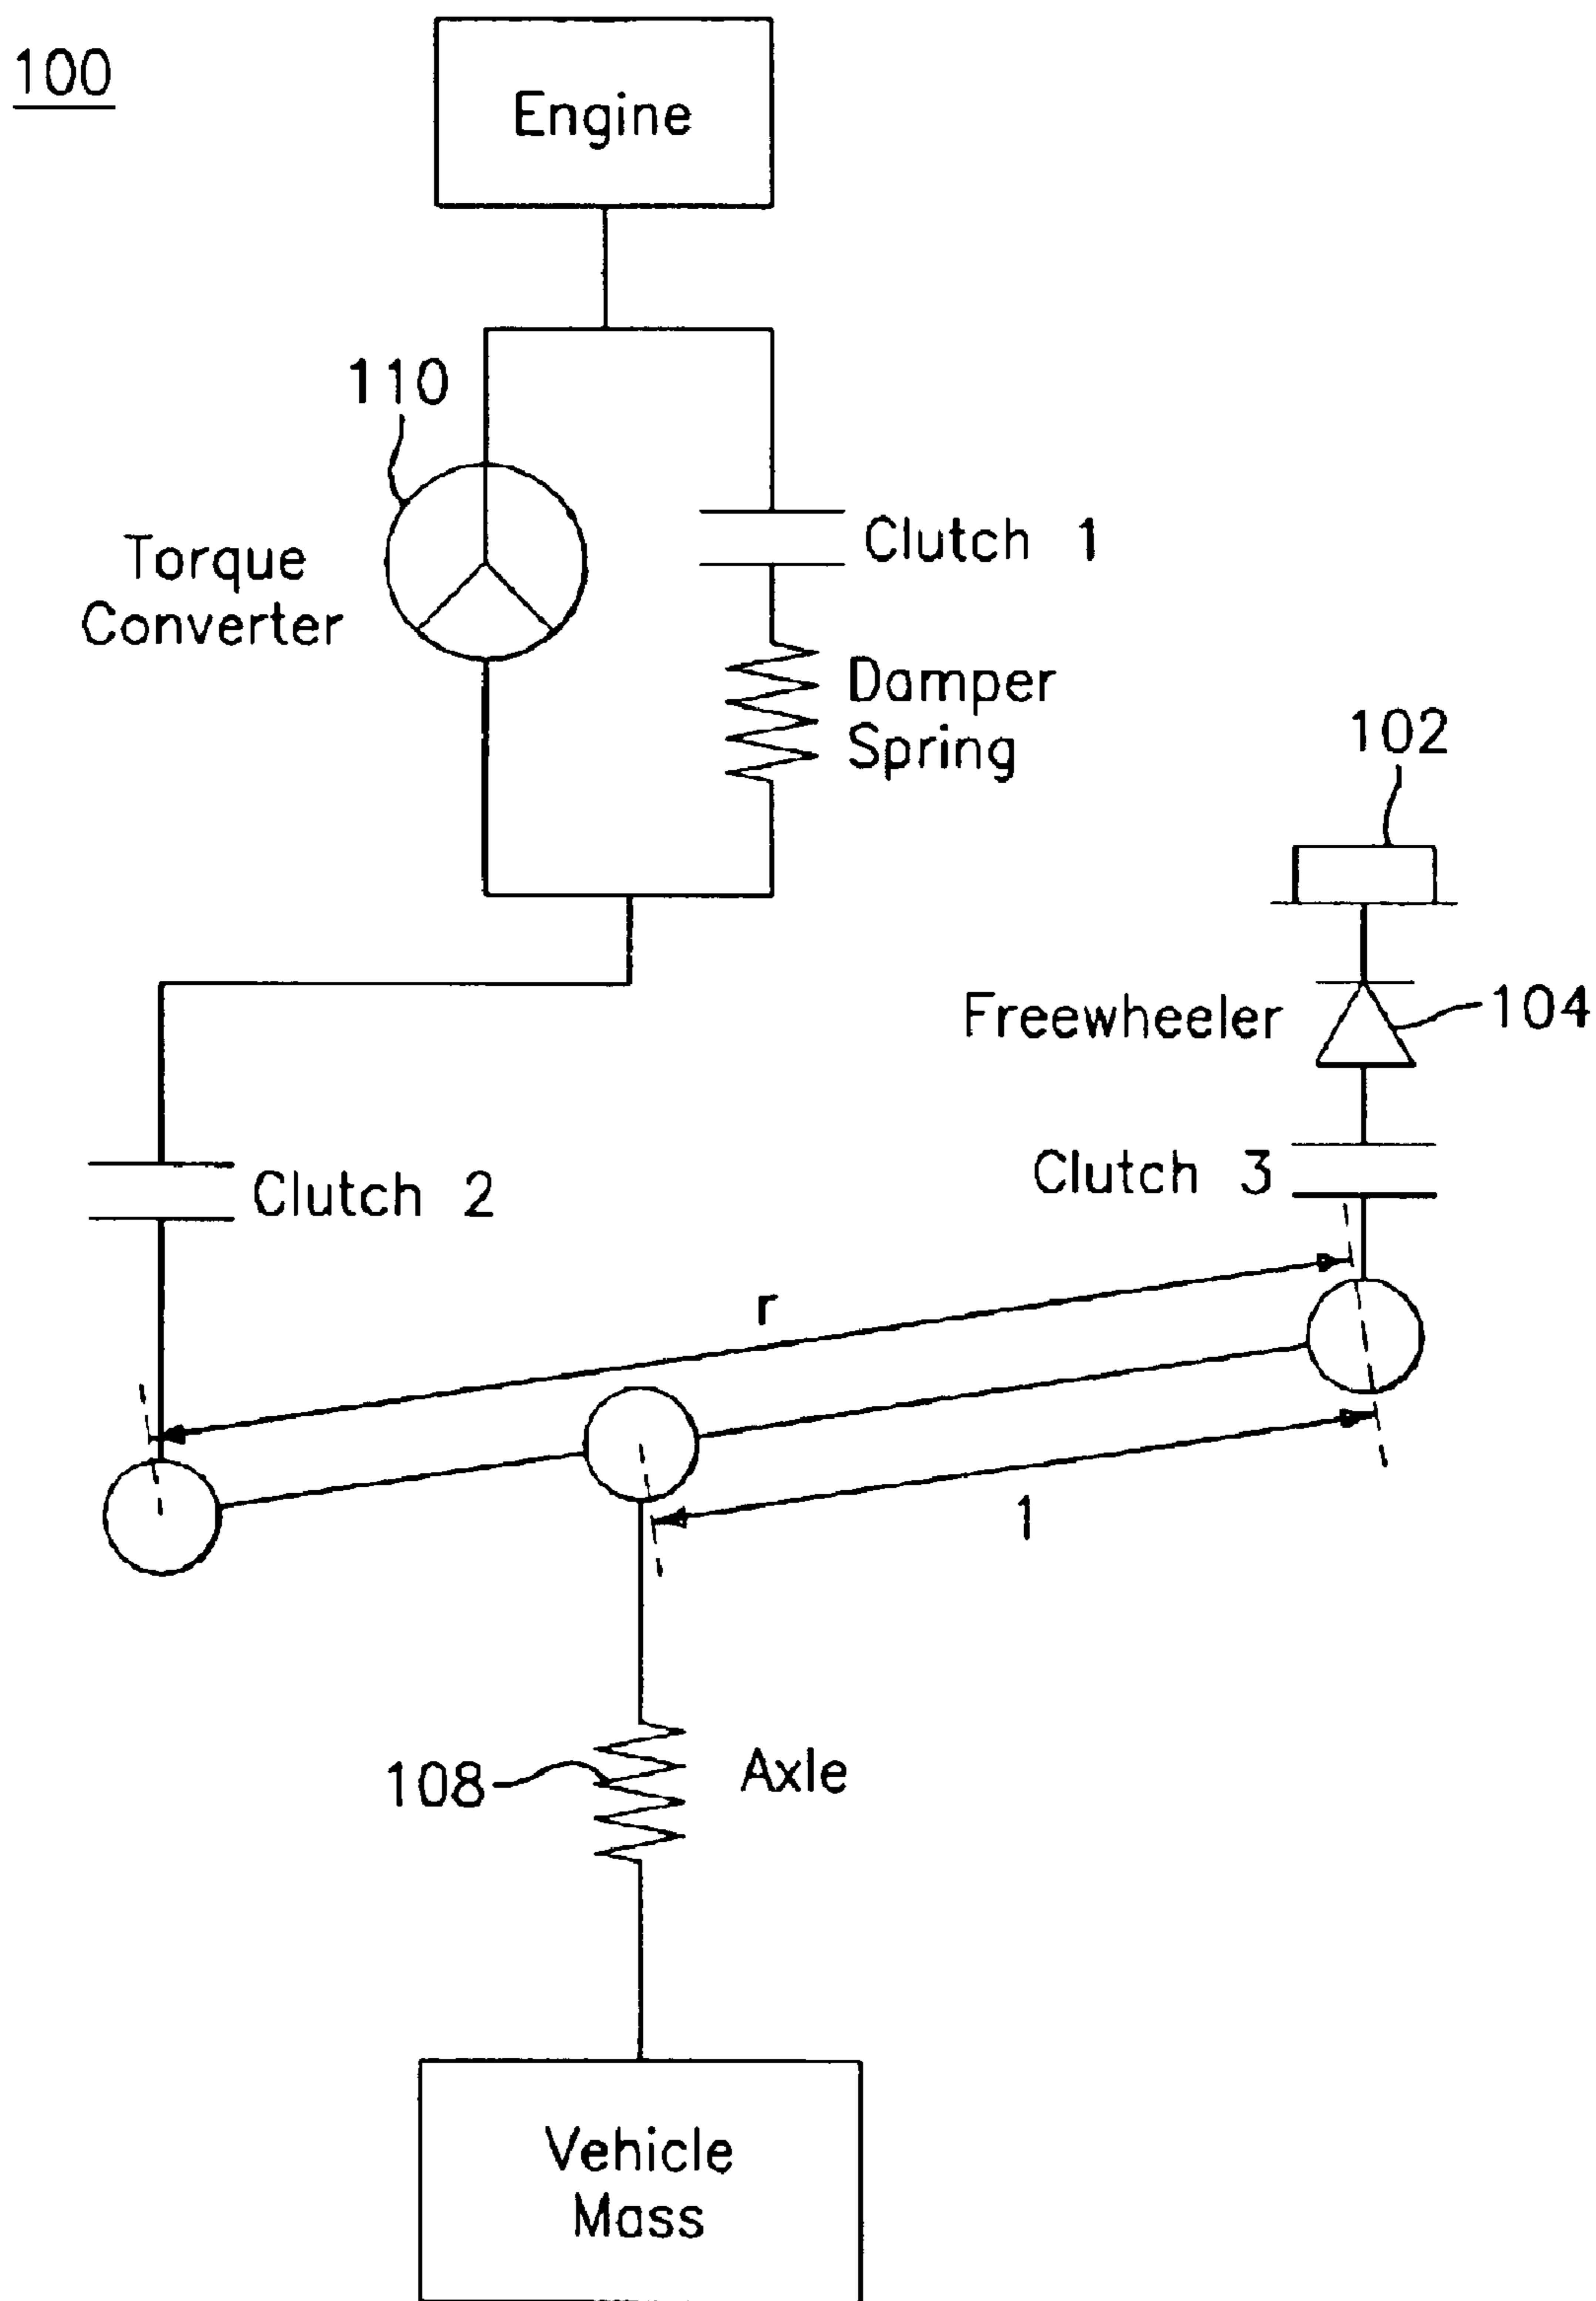 100
Engine
110
Torque
Converter
Clutch 1
Damper
Spring
102
Freewheeler
104
Clutch 2
Clutch 3
r
1
108
Axle
Vehicle
Mass